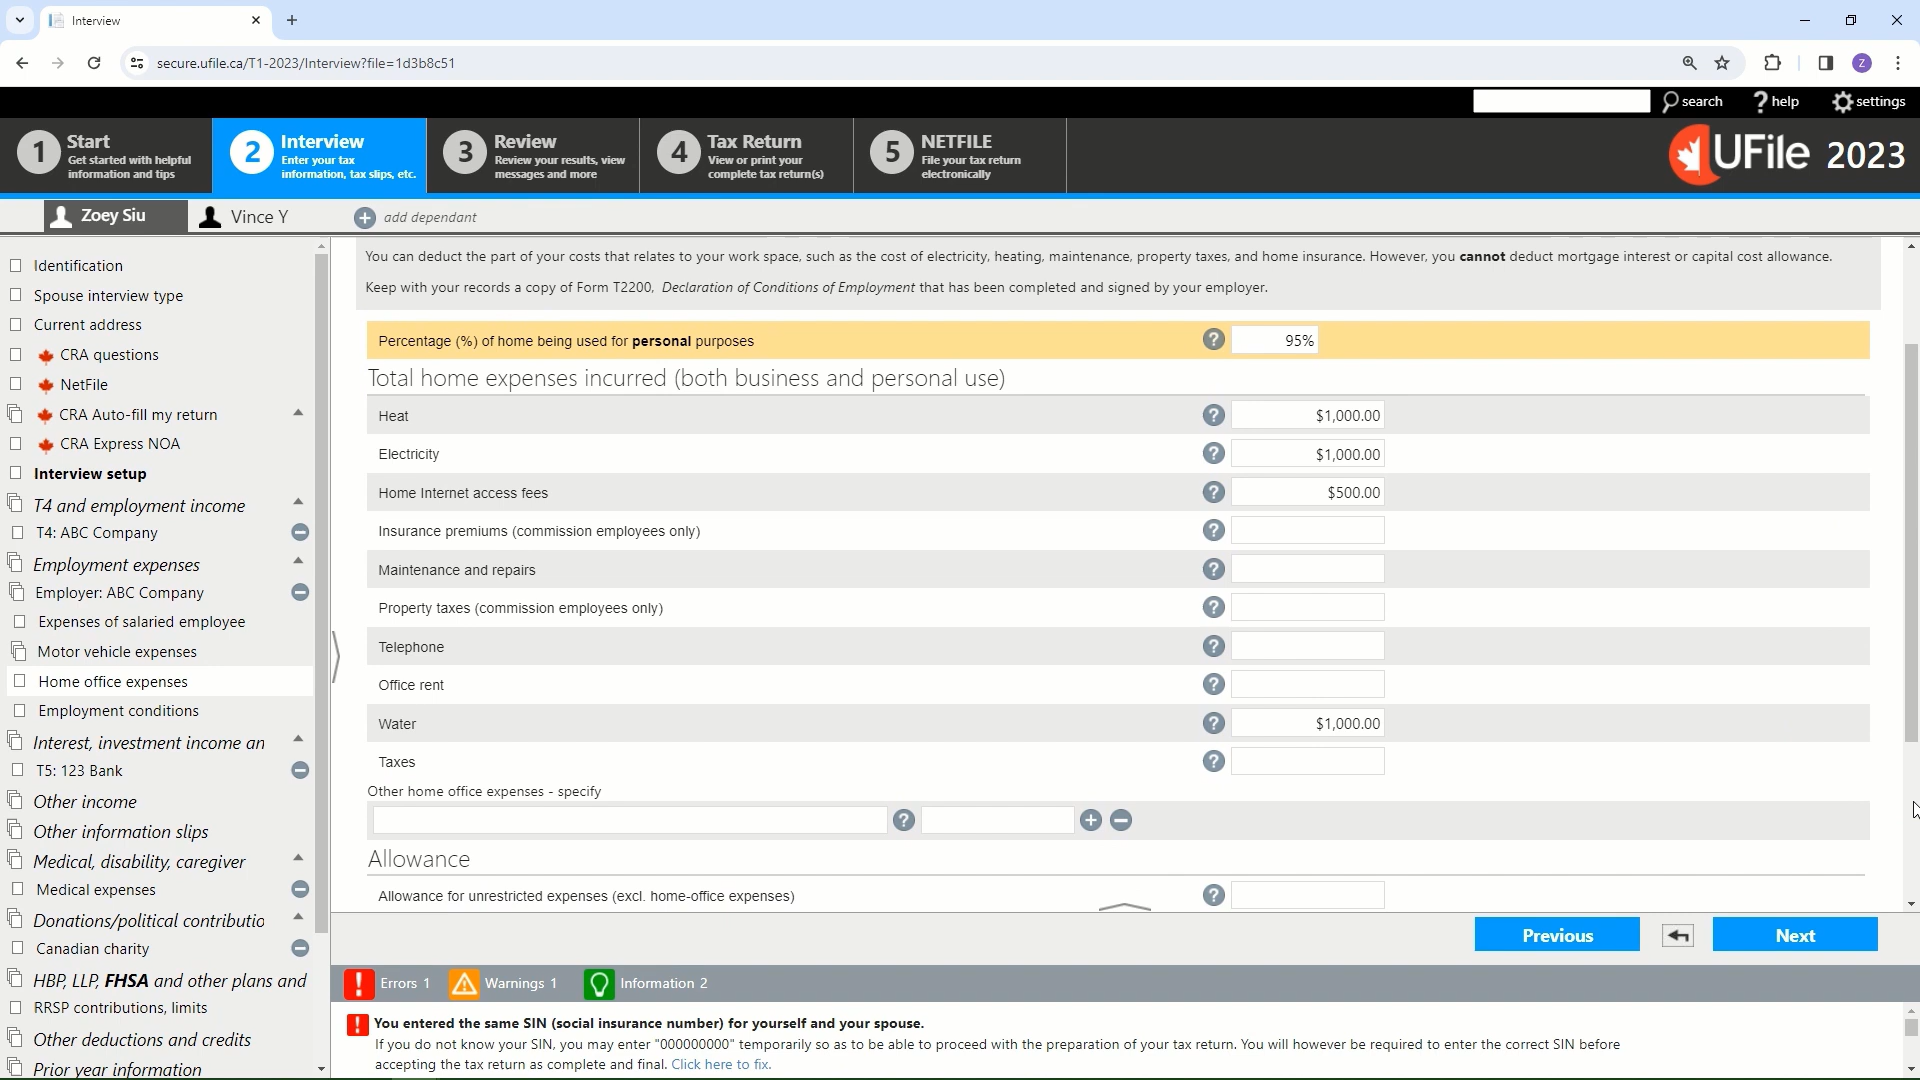 Interview
secure.ufile.ca/T1-2023/Interview?file=1d3b8c51
Z
search
help
settings
1 Start
Get started with helpful
information and tips
2 Interview
Enter your tax
information, tax slips, etc.
3 Review
Review your results, view
messages and more
4 Tax Return
View or print your
complete tax return(s)
5 NETFILE
File your tax return
electronically
UFile 2023
Zoey Siu
Vince Y
add dependant
Identification
Spouse interview type
Current address
CRA questions
NetFile
CRA Auto-fill my return
CRA Express NOA
Interview setup
T4 and employment income
T4: ABC Company
Employment expenses
Employer: ABC Company
Expenses of salaried employee
Motor vehicle expenses
Home office expenses
Employment conditions
Interest, investment income an
T5: 123 Bank
Other income
Other information slips
Medical, disability, caregiver
Medical expenses
Donations/political contributio
Canadian charity
HBP, LLP, FHSA and other plans and
RRSP contributions, limits
Other deductions and credits
Prior year information
You can deduct the part of your costs that relates to your work space, such as the cost of electricity, heating, maintenance, property taxes, and home insurance. However, you cannot deduct mortgage interest or capital cost allowance.
Keep with your records a copy of Form T2200, Declaration of Conditions of Employment that has been completed and signed by your employer.
Percentage (%) of home being used for personal purposes ? 95%
Total home expenses incurred (both business and personal use)
Heat ? $1,000.00
Electricity ? $1,000.00
Home Internet access fees ? $500.00
Insurance premiums (commission employees only) ?
Maintenance and repairs ?
Property taxes (commission employees only) ?
Telephone ?
Office rent ?
Water ? $1,000.00
Taxes ?
Other home office expenses - specify
?
Allowance
Allowance for unrestricted expenses (excl. home-office expenses) ?
Previous
Next
Errors 1
Warnings 1
Information 2
You entered the same SIN (social insurance number) for yourself and your spouse.
If you do not know your SIN, you may enter "000000000" temporarily so as to be able to proceed with the preparation of your tax return. You will however be required to enter the correct SIN before
accepting the tax return as complete and final. Click here to fix.